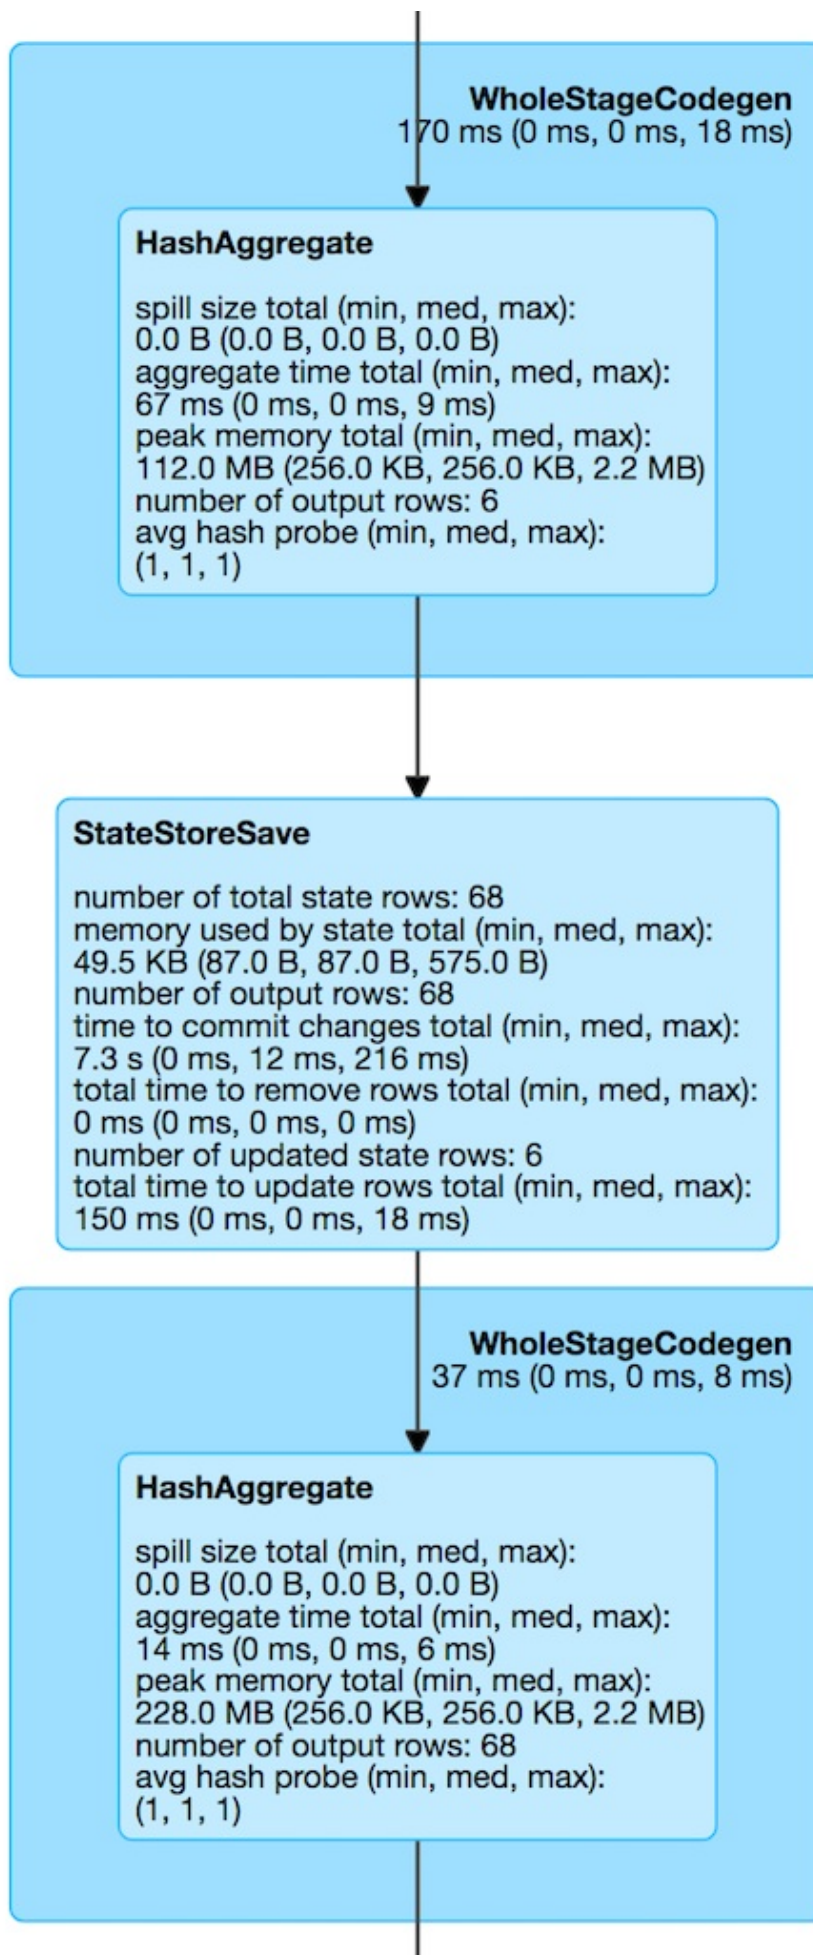 WholeStageCodegen
170 ms (0 ms, 0 ms, 18 ms)
HashAggregate
spill size total (min, med, max):
0.0 B (0.0 B, 0.0 B, 0.0 B)
aggregate time total (min, med, max):
67 ms (0 ms, 0 ms, 9 ms)
peak memory total (min, med, max):
112.0 MB (256.0 KB, 256.0 KB, 2.2 MB)
number of output rows: 6
avg hash probe (min, med, max):
(1, 1, 1)
StateStoreSave
number of total state rows: 68
memory used by state total (min, med, max):
49.5 KB (87.0 B, 87.0 B, 575.0 B)
number of output rows: 68
time to commit changes total (min, med, max):
7.3 s (0 ms, 12 ms, 216 ms)
total time to remove rows total (min, med, max):
0 ms (0 ms, 0 ms, 0 ms)
number of updated state rows: 6
total time to update rows total (min, med, max):
150 ms (0 ms, 0 ms, 18 ms)
WholeStageCodegen
37 ms (0 ms, 0 ms, 8 ms)
HashAggregate
spill size total (min, med, max):
0.0 B (0.0 B, 0.0 B, 0.0 B)
aggregate time total (min, med, max):
14 ms (0 ms, 0 ms, 6 ms)
peak memory total (min, med, max):
228.0 MB (256.0 KB, 256.0 KB, 2.2 MB)
number of output rows: 68
avg hash probe (min, med, max):
(1, 1, 1)